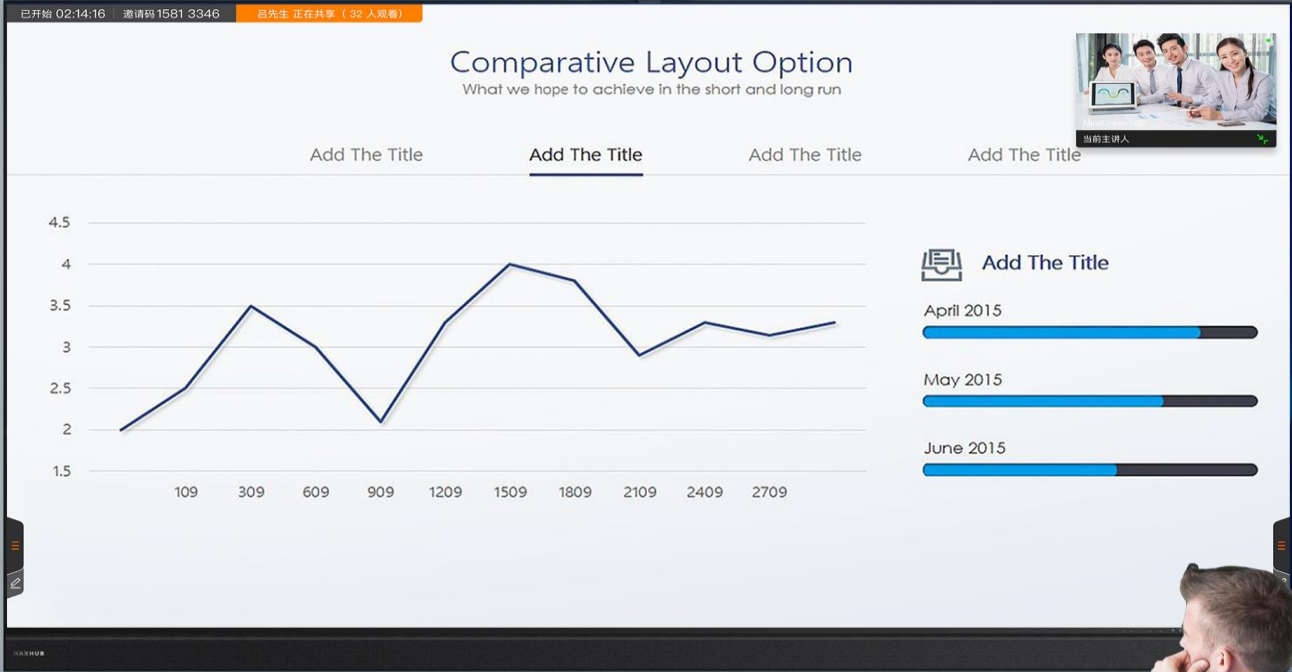 已开始 02:14:16 邀请码1581 3346 吕先生 正在共享 ( 32 人观看)
Comparative Layout Option
What we hope to achieve in the short and long run
当前主讲人
Add The Title Add The Title Add The Title Add The Title
4.5
4
3.5
3
2.5
2
1.5
109 309 609 909 1209 1509 1809 2109 2409 2709
Add The Title
April 2015
May 2015
June 2015
MAXHUB